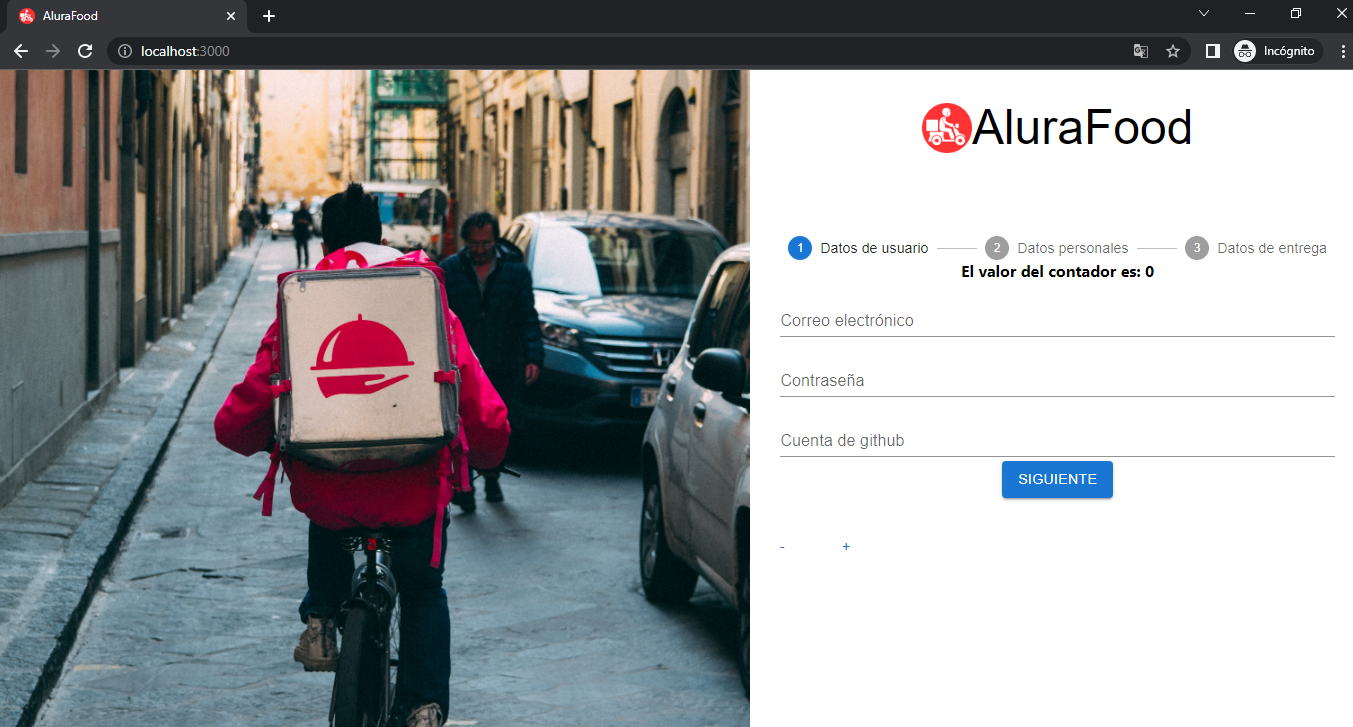 AluraFood
localhost:3000
Incógnito
AluraFood
1 Datos de usuario 2 Datos personales 3 Datos de entrega
El valor del contador es: 0
Correo electrónico
Contraseña
Cuenta de github
SIGUIENTE
- +